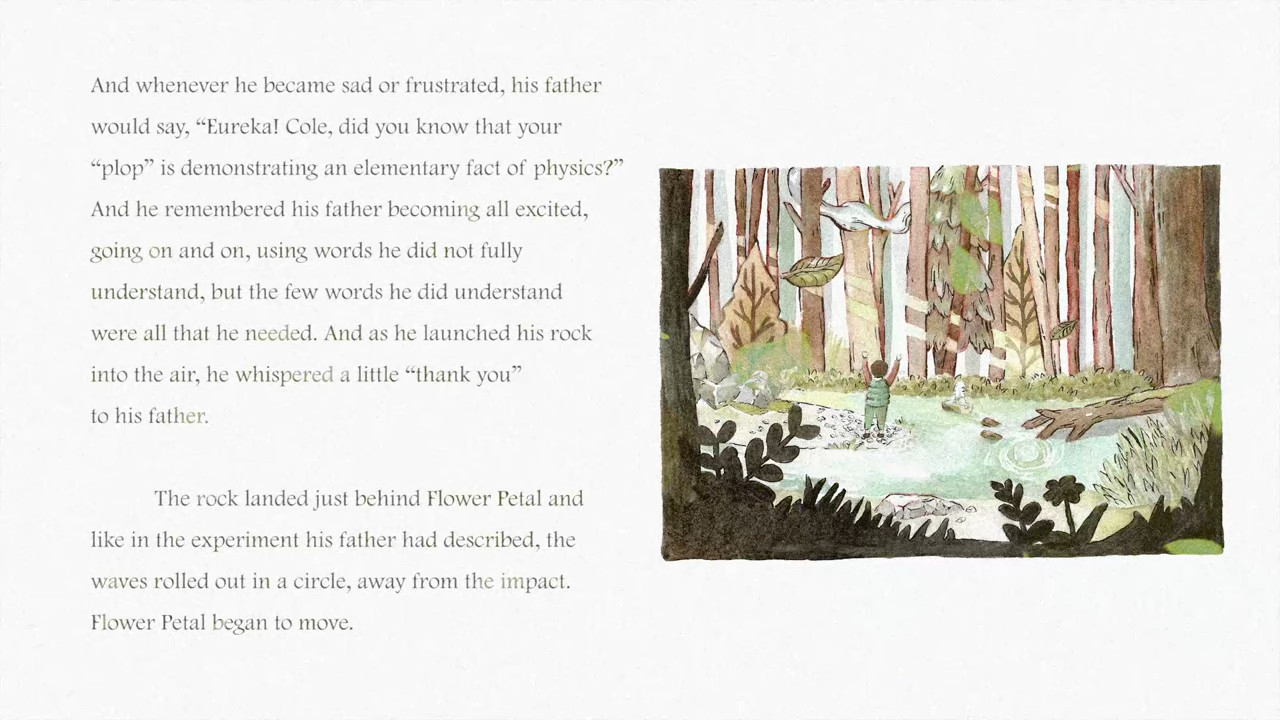 And whenever he became sad or frustrated, his father
would say, “Eureka! Cole, did you know that your
“plop” is demonstrating an elementary fact of physics?”
And he remembered his father becoming all excited,
going on and on, using words he did not fully
understand, but the few words he did understand
were all that he needed. And as he launched his rock
into the air, he whispered a little “thank you”
to his father.
The rock landed just behind Flower Petal and
like in the experiment his father had described, the
waves rolled out in a circle, away from the impact.
Flower Petal began to move.